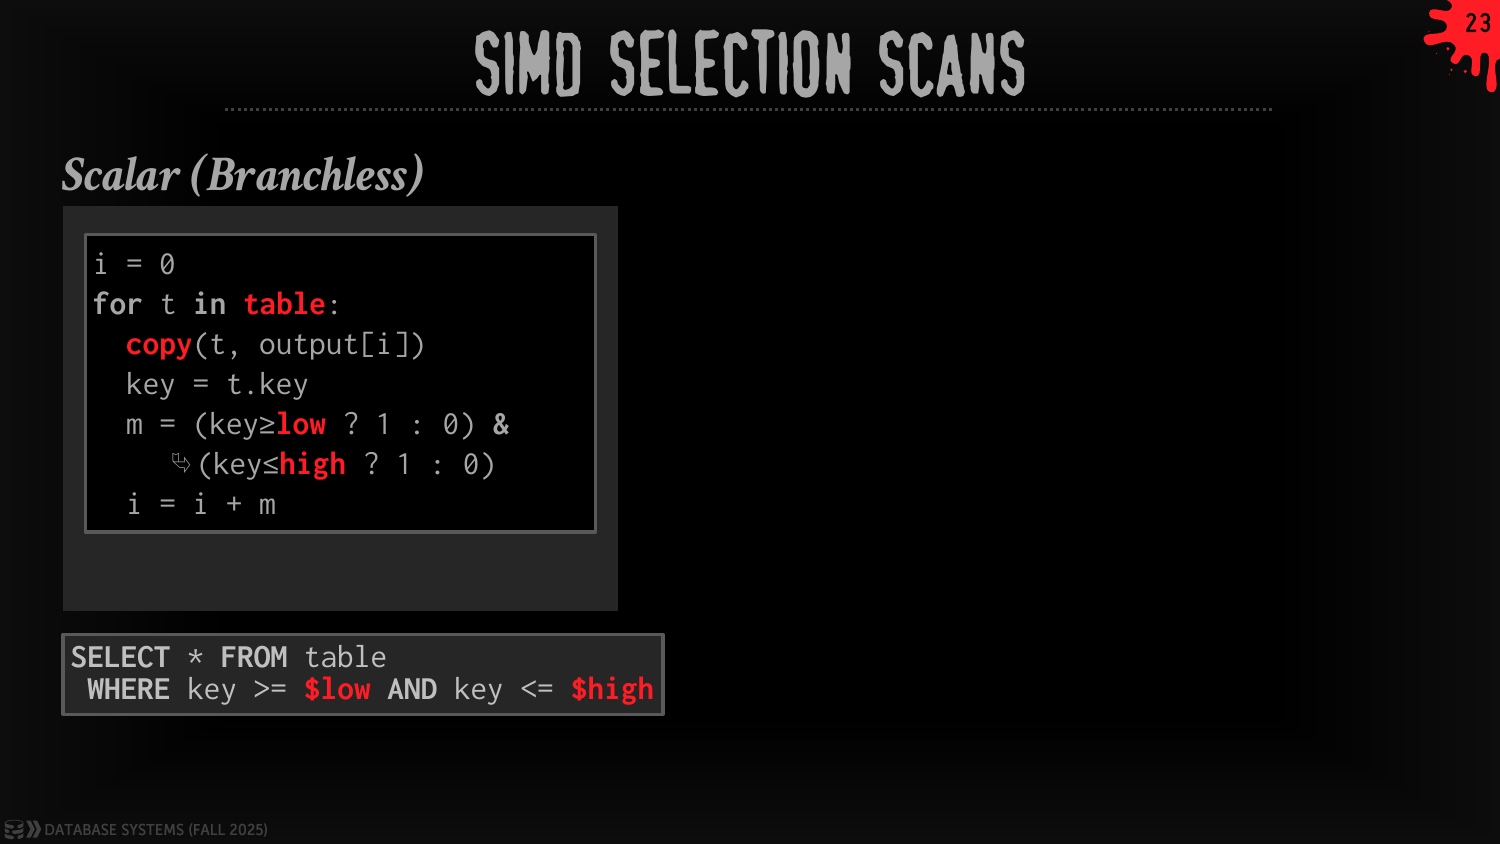 23
SIMD SELECTION SCANS
Scalar (Branchless)
i = 0
for t in table:
copy(t, output[i])
key = t.key
m = (key≥low ? 1 : 0) &
⮱(key≤high ? 1 : 0)
i = i + m
SELECT * FROM table
WHERE key >= $low AND key <= $high
DATABASE SYSTEMS (FALL 2025)